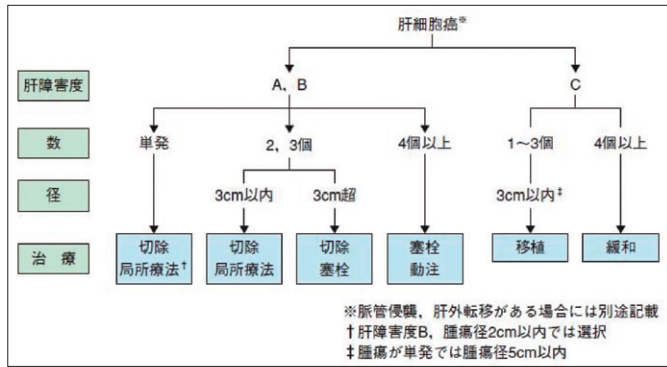 肝細胞癌※
肝障害度 A，B C
数 単発 2，3個 4個以上 1～3個 4個以上
径 3cm以内 3cm超 3cm以内‡
治 療 切除 切除 切除 塞栓 移植 緩和
局所療法† 局所療法 塞栓 動注
※脈管侵襲，肝外転移がある場合には別途記載
†肝障害度B，腫瘍径2cm以内では選択
‡腫瘍が単発では腫瘍径5cm以内